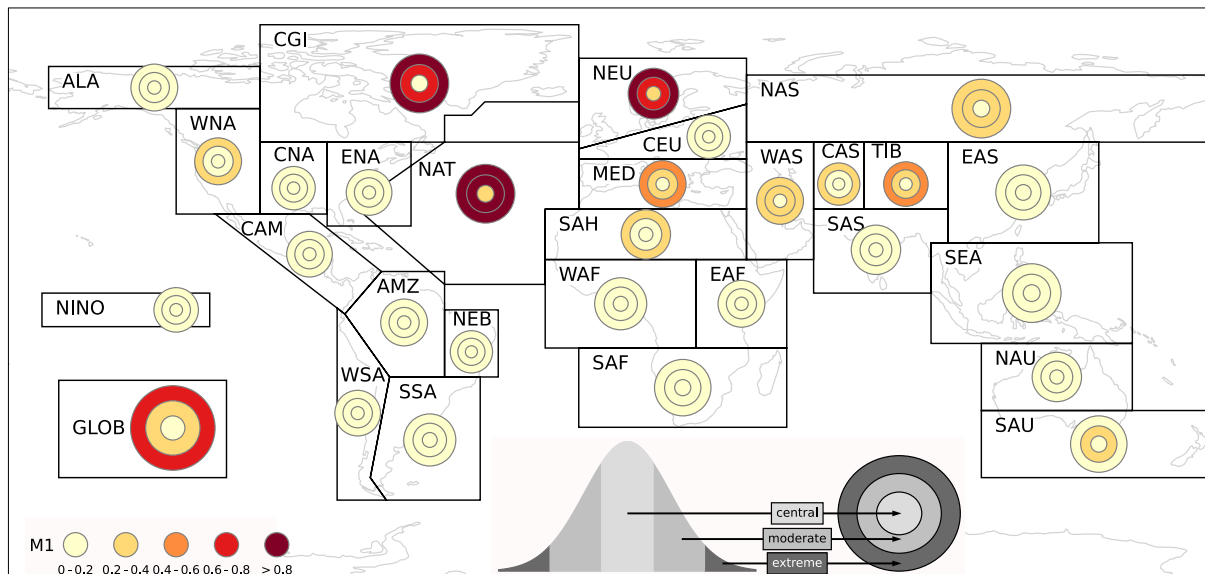 CGI
ALA
NEU
NAS
WNA
CNA
ENA
NAT
CEU
MED
WAS
CAS
TIB
EAS
CAM
SAH
SAS
SEA
NINO
AMZ
NEB
WAF
EAF
WSA
SSA
SAF
NAU
GLOB
SAU
central
moderate
extreme
M1
0 - 0.2 0.2 - 0.4 0.4 - 0.6 0.6 - 0.8 > 0.8